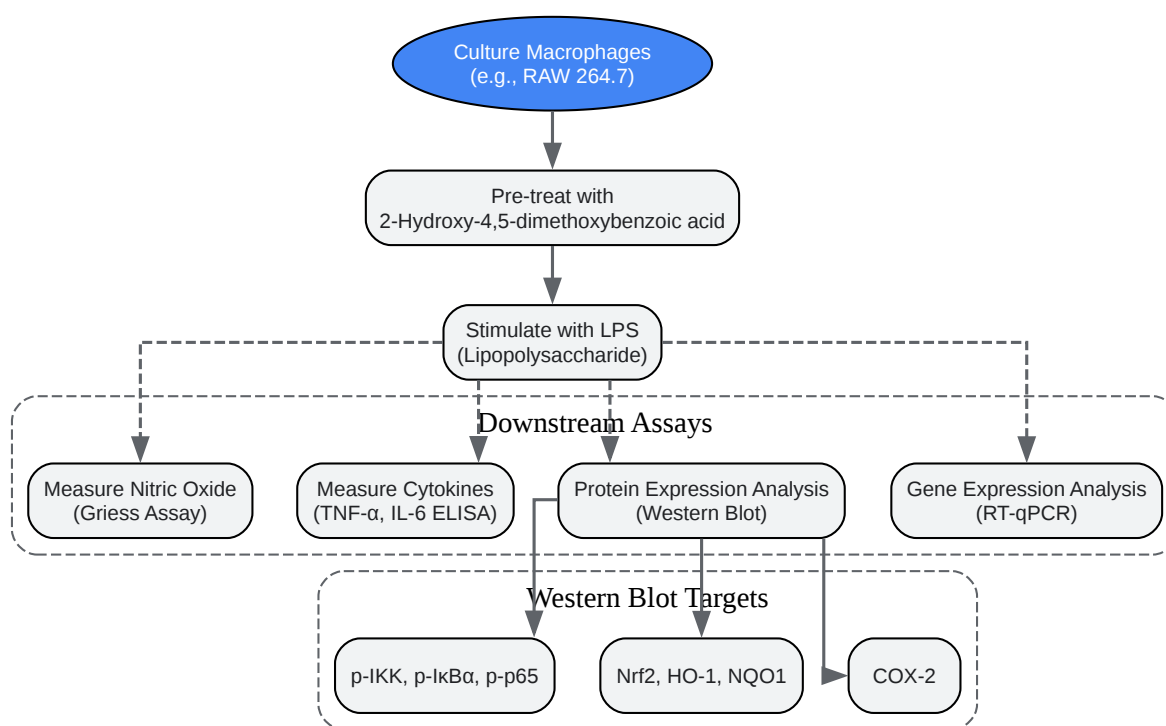 Culture Macrophages
(e.g., RAW 264.7)
Pre-treat with
2-Hydroxy-4,5-dimethoxybenzoic acid
Stimulate with LPS
(Lipopolysaccharide)
Downstream Assays
Measure Nitric Oxide
(Griess Assay)
Measure Cytokines
(TNF-α, IL-6 ELISA)
Protein Expression Analysis
(Western Blot)
Gene Expression Analysis
(RT-qPCR)
Western Blot Targets
p-IKK, p-IκBα, p-p65
Nrf2, HO-1, NQO1
COX-2